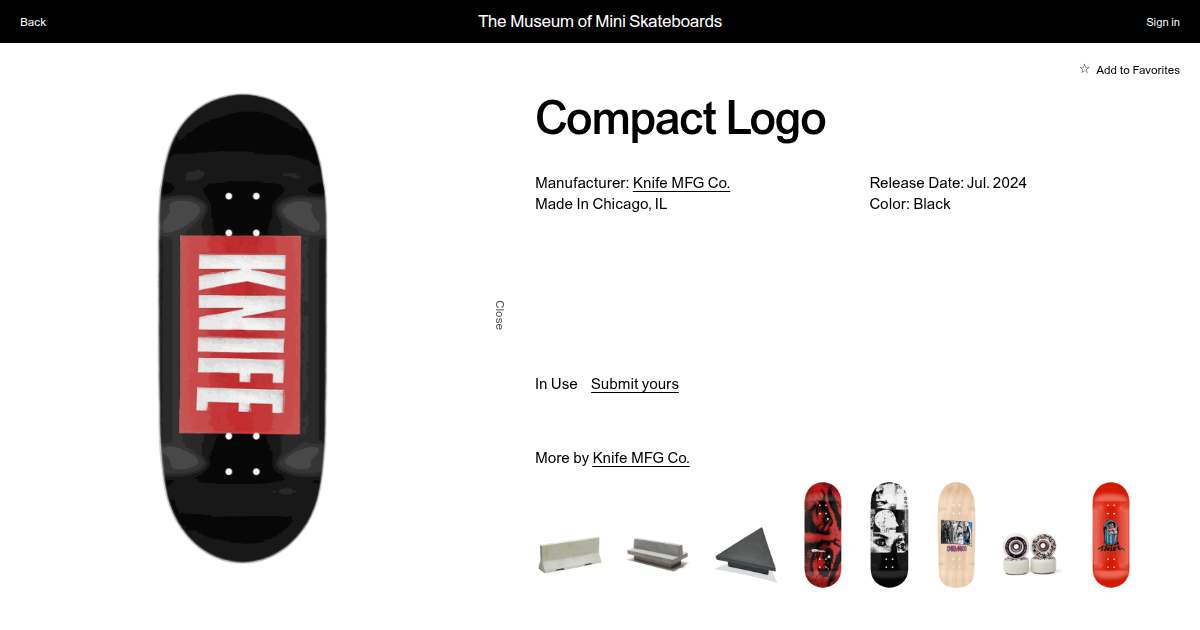 Back
The Museum of Mini Skateboards
Sign in
☆ Add to Favorites
Compact Logo
Manufacturer: Knife MFG Co.
Made In Chicago, IL
Release Date: Jul. 2024
Color: Black
KNIFE
Close
In Use Submit yours
More by Knife MFG Co.